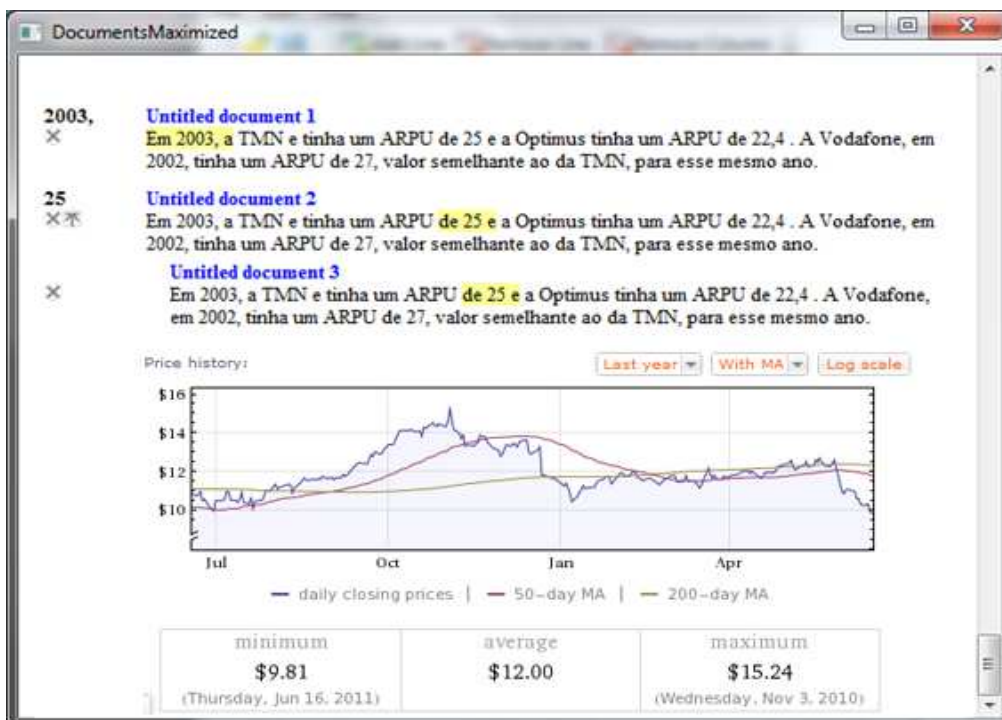 DocumentsMaximized
2003,
Untitled document 1
Em 2003, a TMN e tinha um ARPU de 25 e a Optimus tinha um ARPU de 22,4 . A Vodafone, em
2002, tinha um ARPU de 27, valor semelhante ao da TMN, para esse mesmo ano.
25
Untitled document 2
Em 2003, a TMN e tinha um ARPU de 25 e a Optimus tinha um ARPU de 22,4 . A Vodafone, em
2002, tinha um ARPU de 27, valor semelhante ao da TMN, para esse mesmo ano.
Untitled document 3
Em 2003, a TMN e tinha um ARPU de 25 e a Optimus tinha um ARPU de 22,4 . A Vodafone,
em 2002, tinha um ARPU de 27, valor semelhante ao da TMN, para esse mesmo ano.
Price history: Last year With MA Log scale
$16
$14
$12
$10
Jul Oct Jan Apr
daily closing prices | 50-day MA | 200-day MA
minimum average maximum
$9.81 $12.00 $15.24
(Thursday, Jun 16, 2011) (Wednesday, Nov 3, 2010)